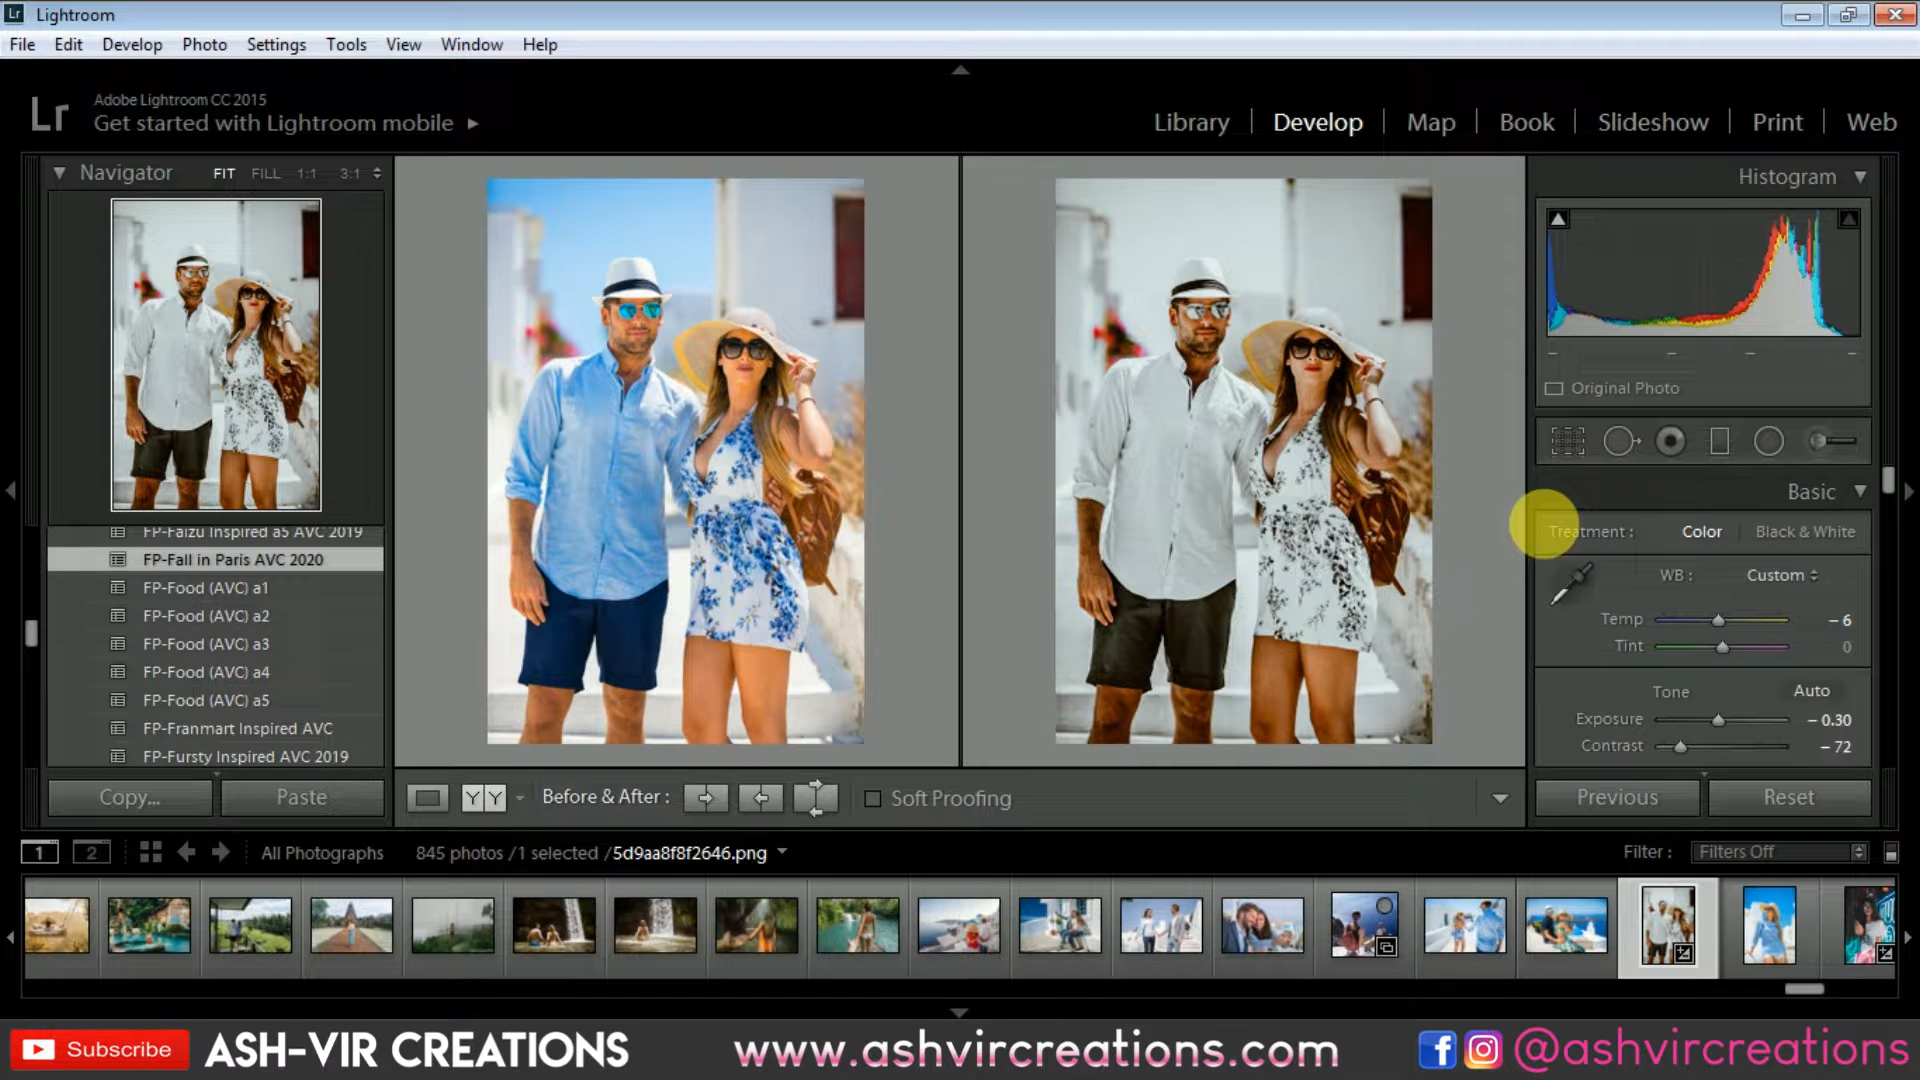 Lr Lightroom
File Edit Develop Photo Settings Tools View Window Help
Lr
Adobe Lightroom CC 2015
Get started with Lightroom mobile
Library | Develop | Map | Book | Slideshow | Print | Web
Navigator FIT FILL 1:1 3:1
FP-Faizu Inspired a5 AVC 2019
FP-Fall in Paris AVC 2020
FP-Food (AVC) a1
FP-Food (AVC) a2
FP-Food (AVC) a3
FP-Food (AVC) a4
FP-Food (AVC) a5
FP-Franmart Inspired AVC
FP-Fursty Inspired AVC 2019
Copy... Paste
Y Y Before & After : Soft Proofing
Histogram
Original Photo
Basic
Treatment : Color Black & White
WB : Custom
Temp – 6
Tint 0
Tone Auto
Exposure – 0.30
Contrast – 72
Previous Reset
1 2 All Photographs 845 photos / 1 selected / 5d9aa8f8f2646.png Filter : Filters Off
Subscribe ASH-VIR CREATIONS www.ashvircreations.com @ashvircreations